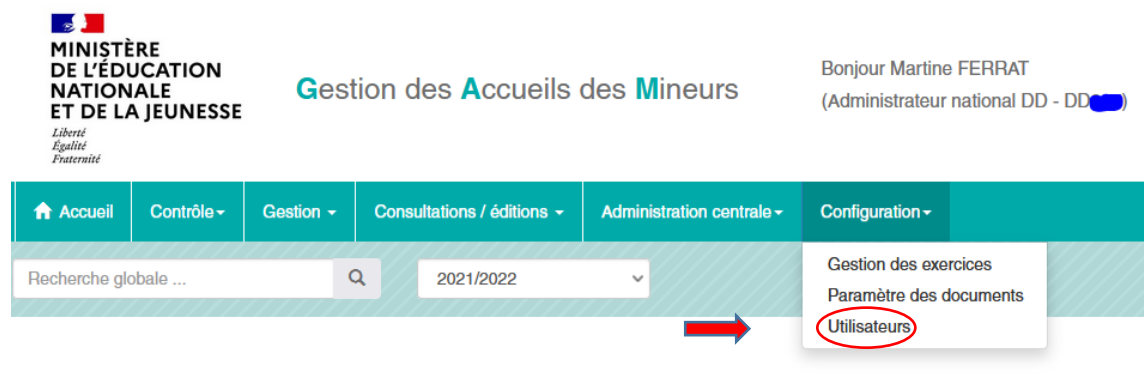 MINISTÈRE
DE L'ÉDUCATION
NATIONALE
ET DE LA JEUNESSE
Liberté
Égalité
Fraternité
Gestion des Accueils des Mineurs
Bonjour Martine FERRAT
(Administrateur national DD - DD )
Accueil
Contrôle
Gestion
Consultations / éditions
Administration centrale
Configuration
Recherche globale ...
2021/2022
Gestion des exercices
Paramètre des documents
Utilisateurs